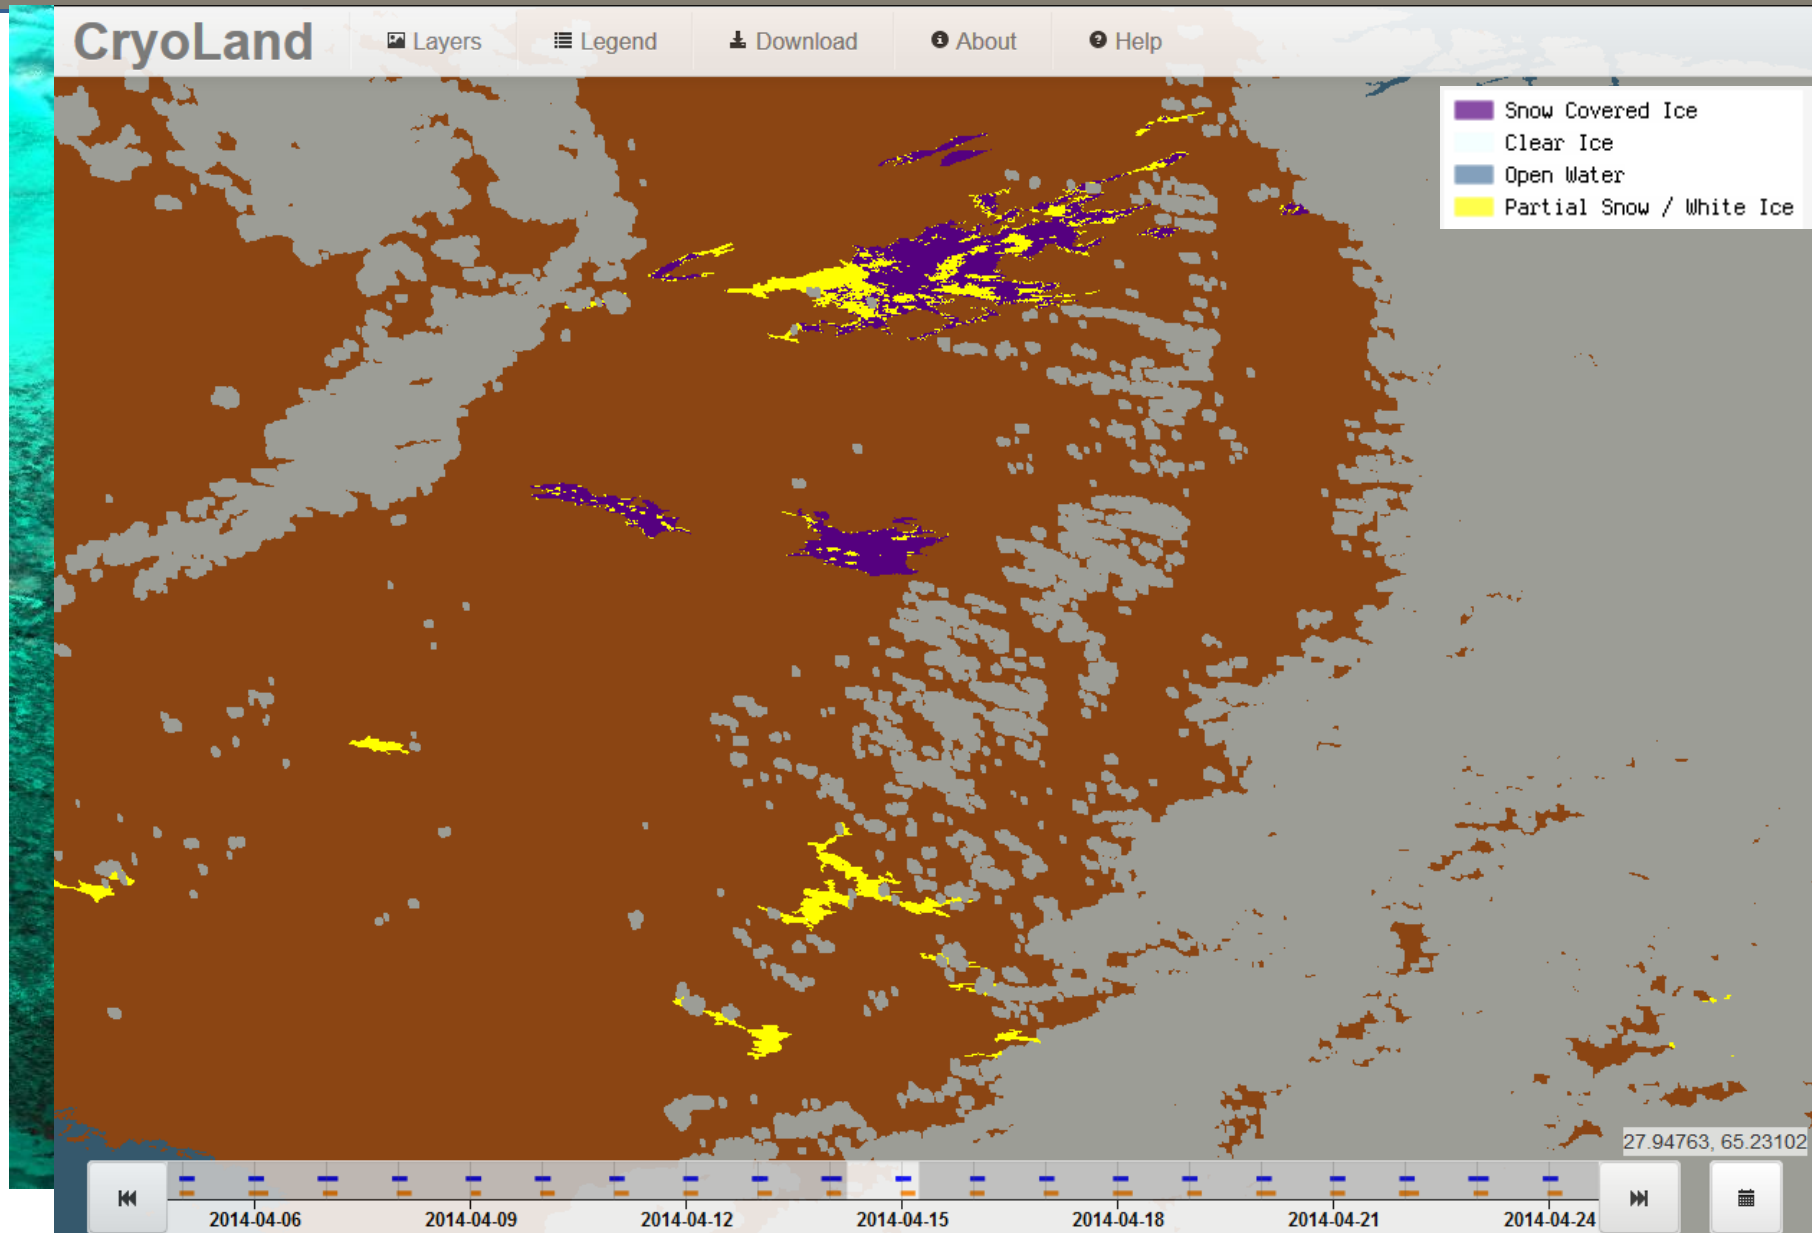 CryoLand Layers Legend Download About Help
Snow Covered Ice
Clear Ice
Open Water
Partial Snow / White Ice
27.94763, 65.23102
2014-04-06 2014-04-09 2014-04-12 2014-04-15 2014-04-18 2014-04-21 2014-04-24